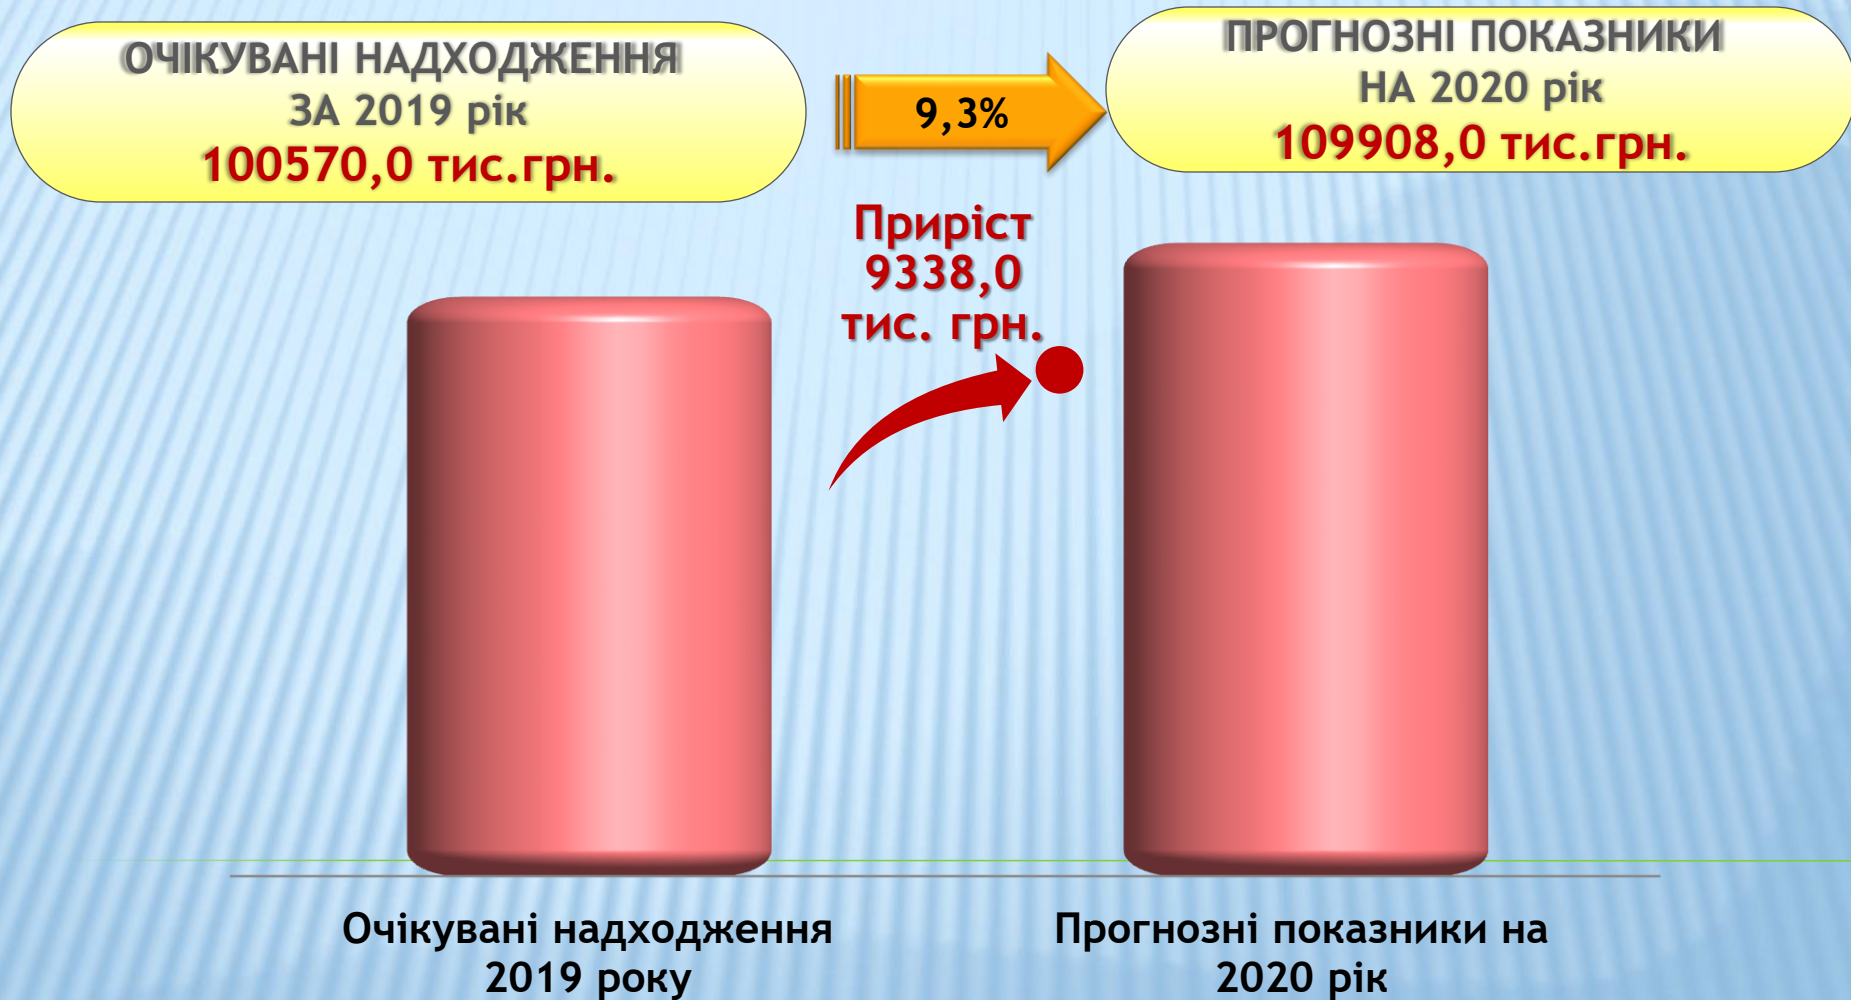 ОЧІКУВАНІ НАДХОДЖЕННЯ
ЗА 2019 рік
100570,0 тис.грн.
9,3%
ПРОГНОЗНІ ПОКАЗНИКИ
НА 2020 рік
109908,0 тис.грн.
Приріст
9338,0
тис. грн.
Очікувані надходження
2019 року
Прогнозні показники на
2020 рік